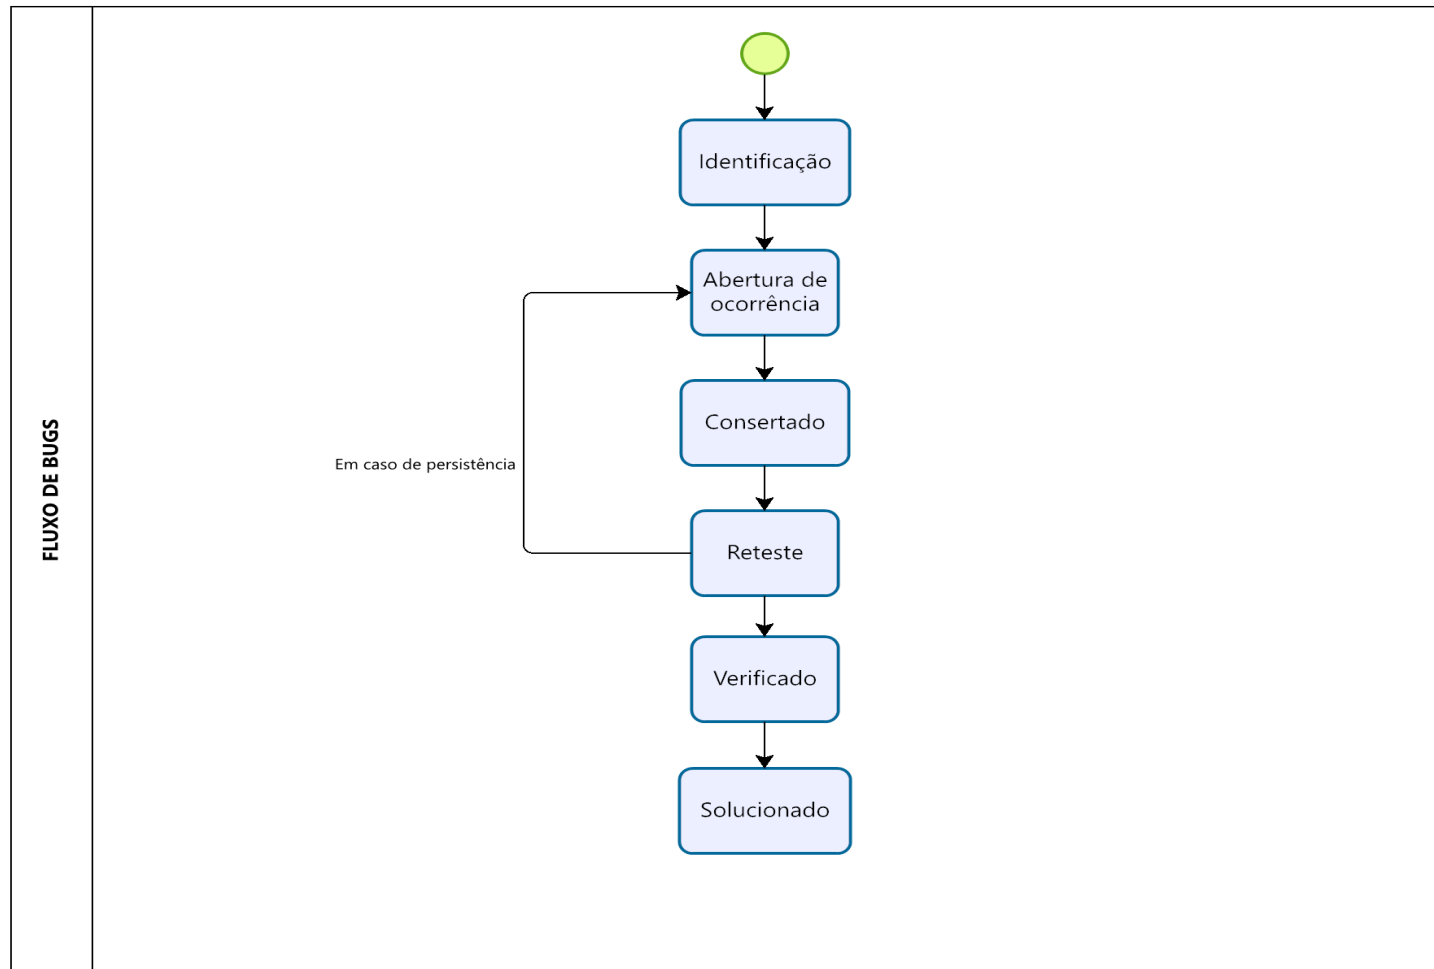 FLUXO DE BUGS
Identificação
Abertura de
ocorrência
Consertado
Em caso de persistência
Reteste
Verificado
Solucionado